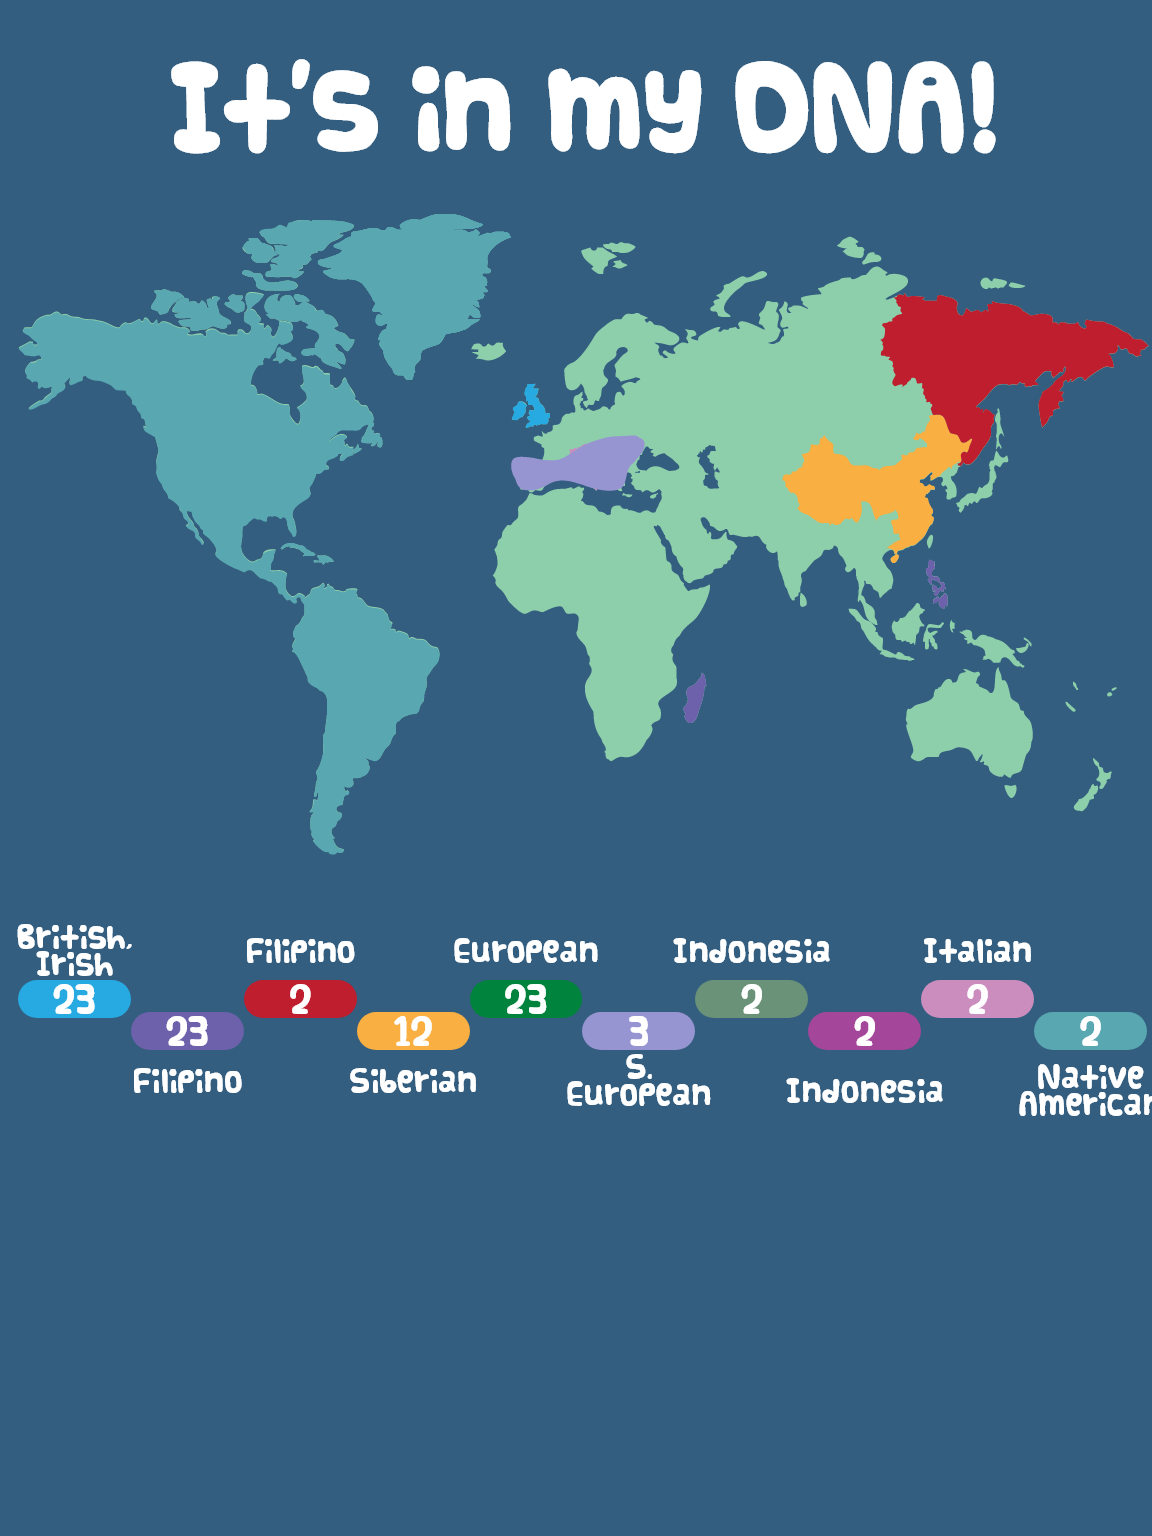 It's in my DNA!
British,
Irish
Filipino
European
Indonesia
Italian
23
2
23
2
2
23
12
3
2
2
Filipino
Siberian
S.
European
Indonesia
Native
American